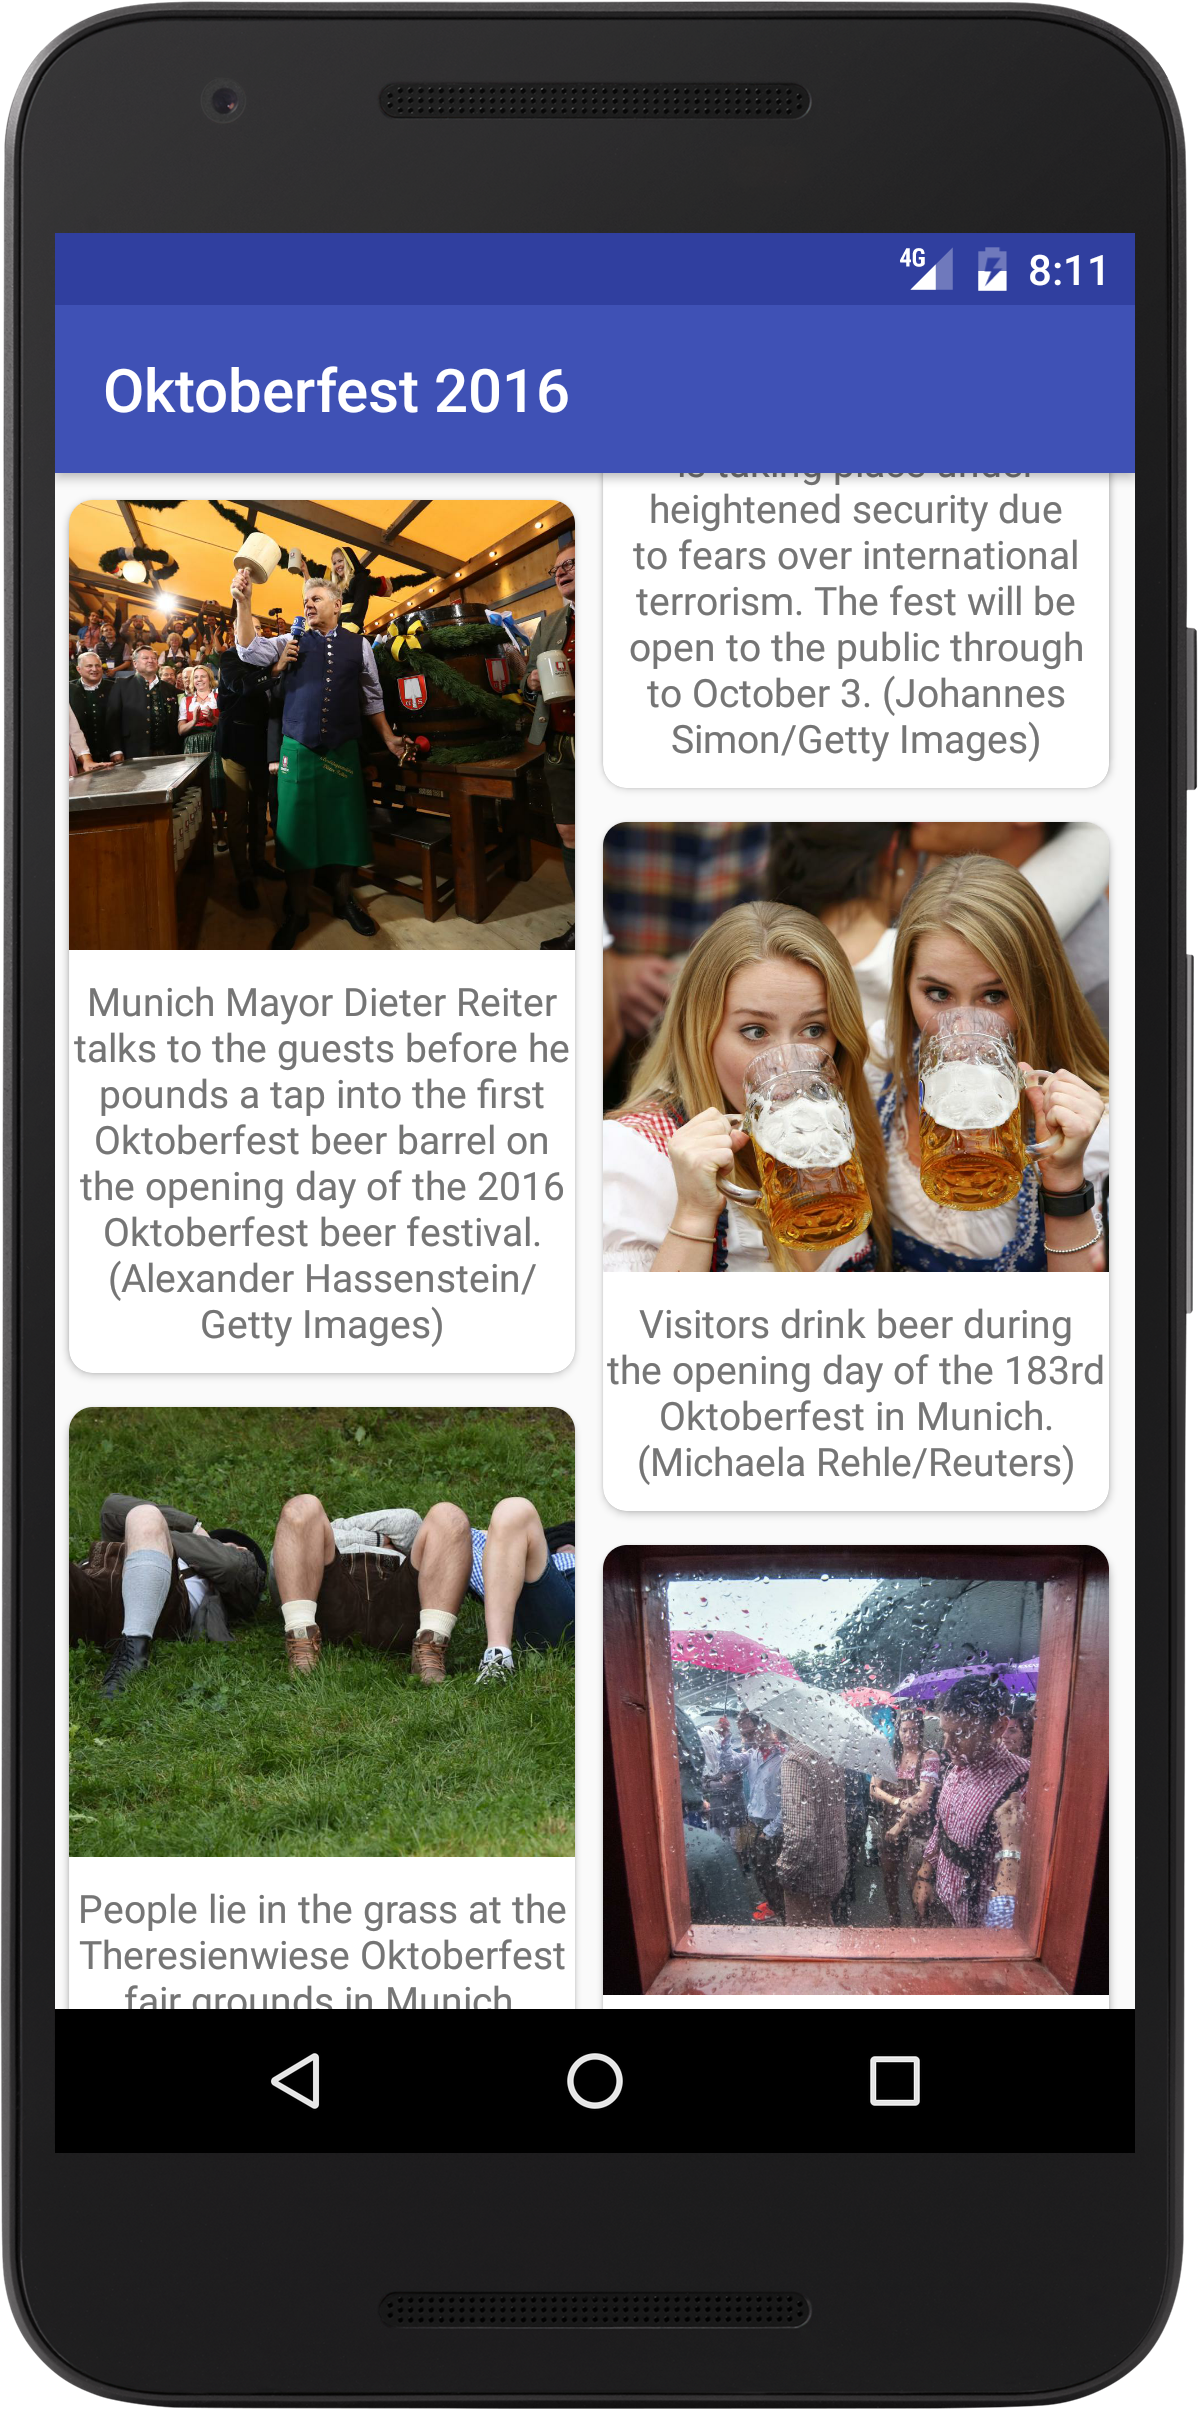 4G
8:11
Oktoberfest 2016
Munich Mayor Dieter Reiter
talks to the guests before he
pounds a tap into the first
Oktoberfest beer barrel on
the opening day of the 2016
Oktoberfest beer festival.
(Alexander Hassenstein/
Getty Images)
People lie in the grass at the
Theresienwiese Oktoberfest
fair grounds in Munich
is taking place under
heightened security due
to fears over international
terrorism. The fest will be
open to the public through
to October 3. (Johannes
Simon/Getty Images)
Visitors drink beer during
the opening day of the 183rd
Oktoberfest in Munich.
(Michaela Rehle/Reuters)